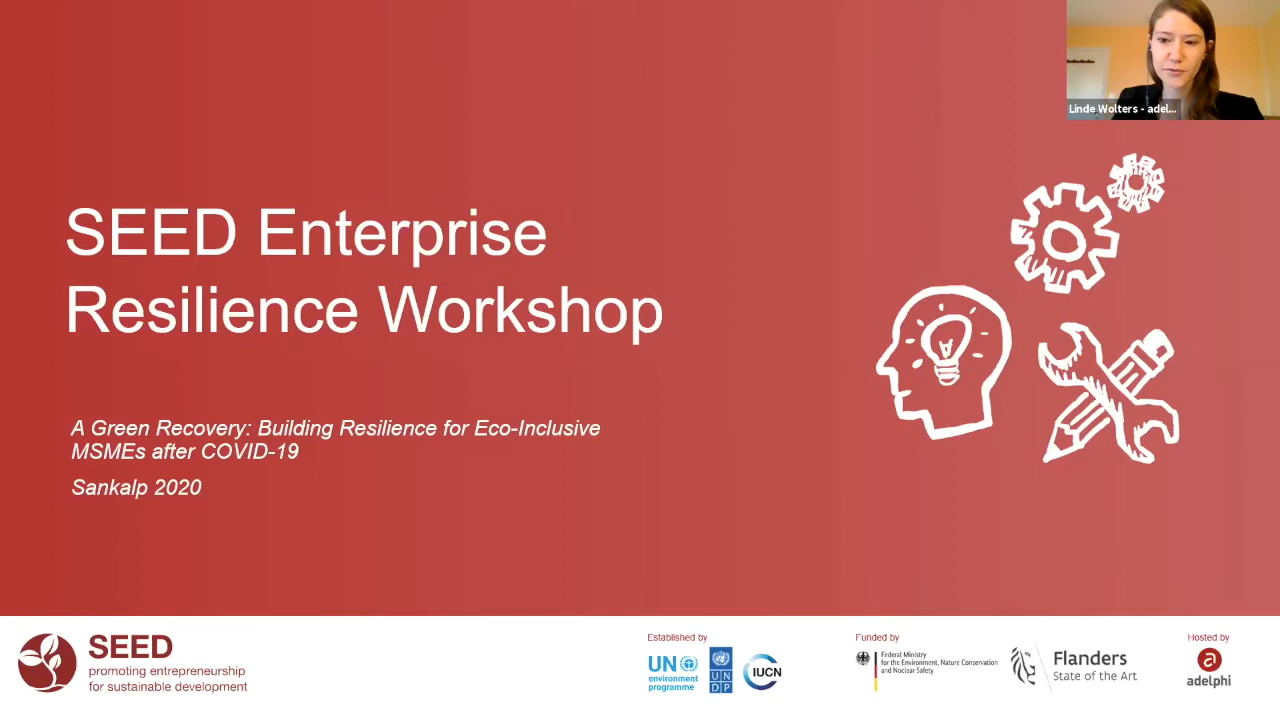 Linde Wolters - adel...
SEED Enterprise
Resilience Workshop
A Green Recovery: Building Resilience for Eco-Inclusive
MSMEs after COVID-19
Sankalp 2020
SEED
promoting entrepreneurship
for sustainable development
Established by
UN
environment
programme
U N
D P
IUCN
Funded by
Federal Ministry
for the Environment, Nature Conservation
and Nuclear Safety
Flanders
State of the Art
Hosted by
a
adelphi